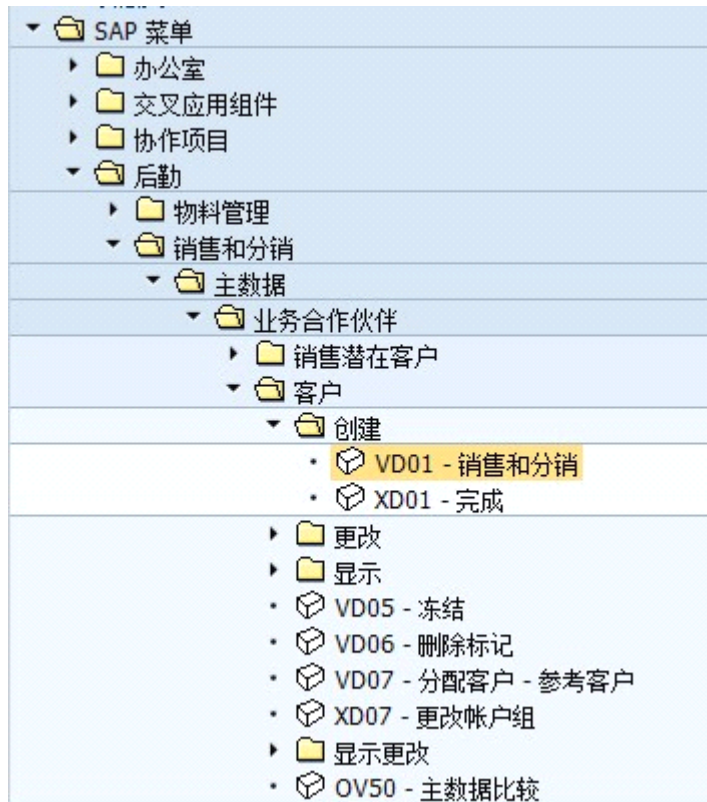 SAP 菜单
办公室
交叉应用组件
协作项目
后勤
物料管理
销售和分销
主数据
业务合作伙伴
销售潜在客户
客户
创建
VD01 - 销售和分销
XD01 - 完成
更改
显示
VD05 - 冻结
VD06 - 删除标记
VD07 - 分配客户 - 参考客户
XD07 - 更改帐户组
显示更改
OV50 - 主数据比较